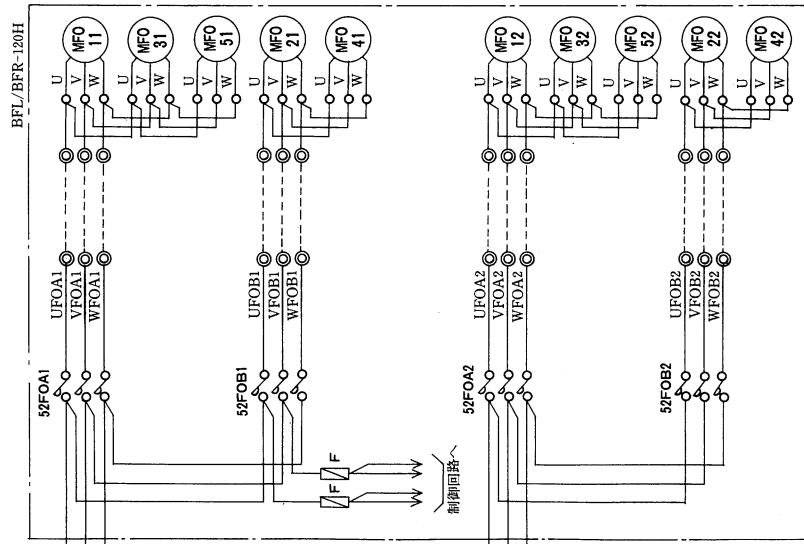 BFL/BFR-120H
MFO 11
MFO 31
MFO 51
MFO 21
MFO 41
MFO 12
MFO 32
MFO 52
MFO 22
MFO 42
U V W
U V W
U V W
U V W
U V W
U V W
U V W
U V W
U V W
U V W
UFOA1
VFOA1
WFOA1
UFOB1
VFOB1
WFOB1
UFOA2
VFOA2
WFOA2
UFOB2
VFOB2
WFOB2
52FOA1
52FOB1
52FOA2
52FOB2
F
F
制御回路へ